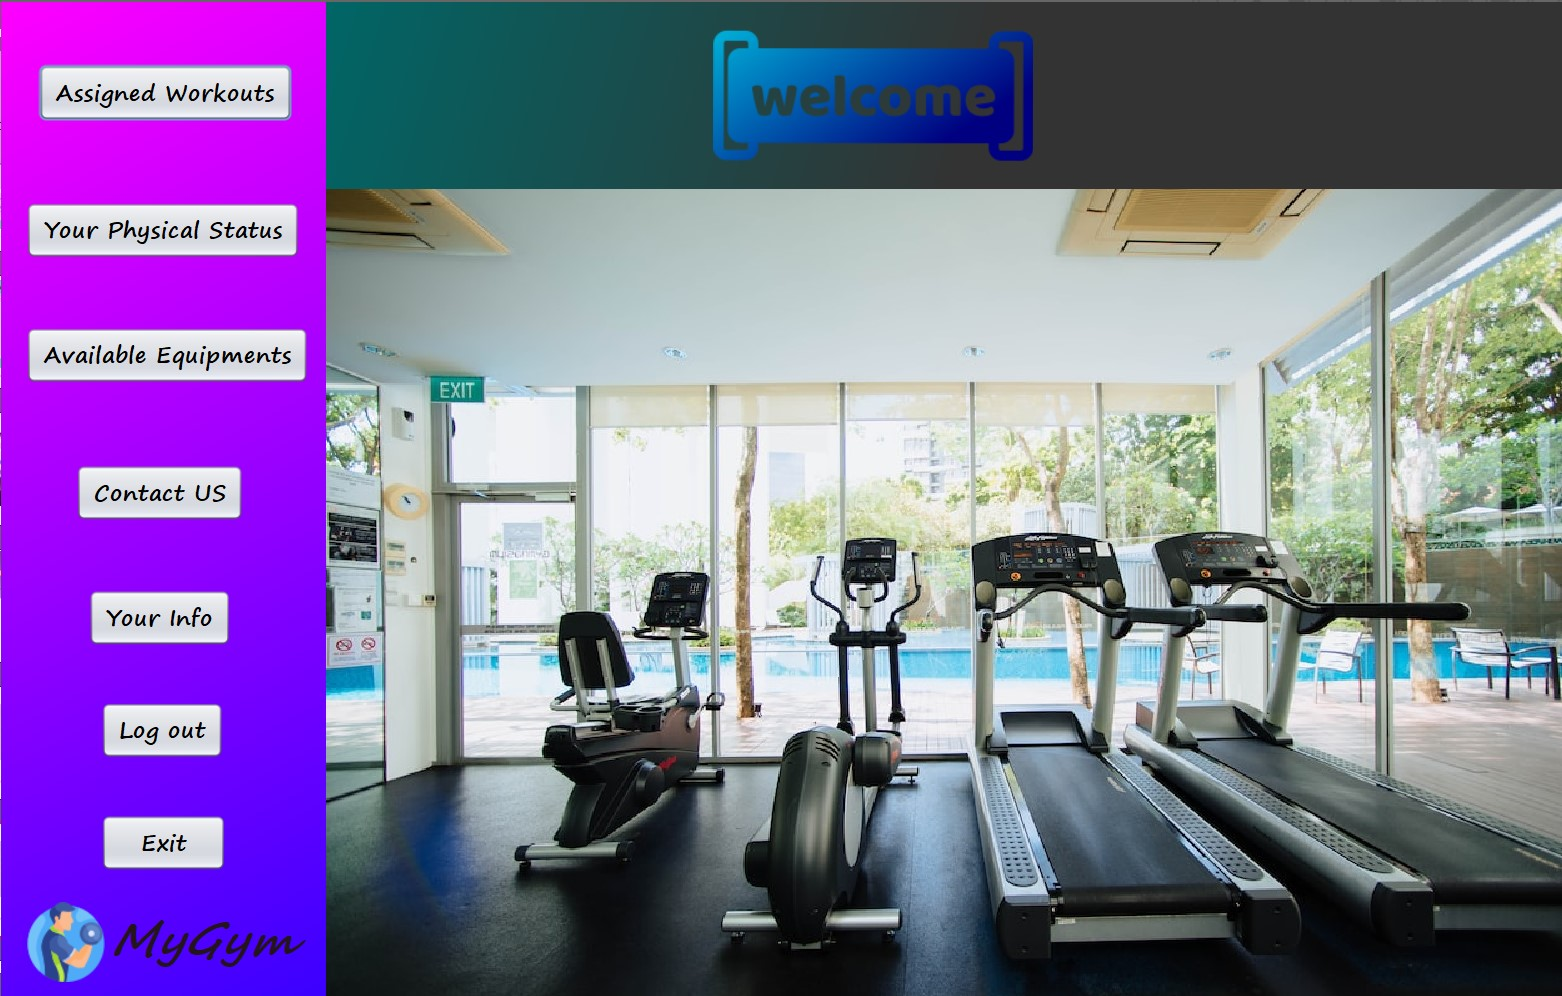 Assigned Workouts
Your Physical Status
Available Equipments
Contact US
Your Info
Log out
Exit
MyGym
welcome
EXIT